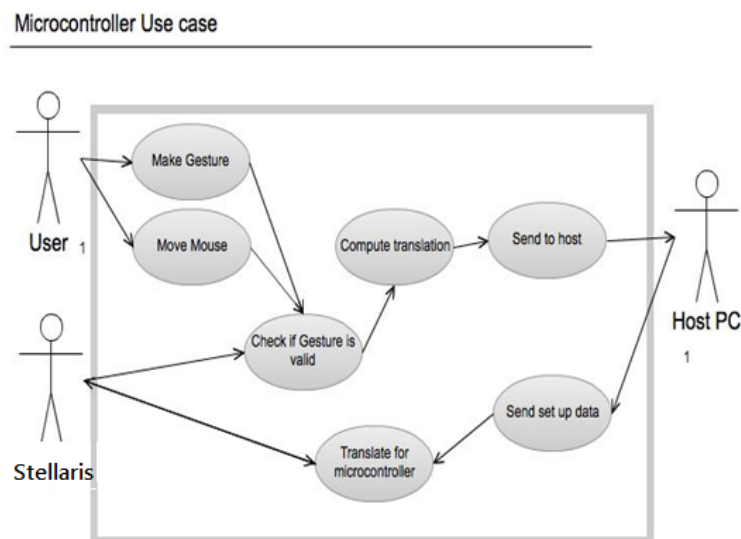 Microcontroller Use case
Make Gesture
User 1
Move Mouse
Compute translation
Send to host
Host PC
1
Check if Gesture is
valid
Send set up data
Translate for
microcontroller
Stellaris